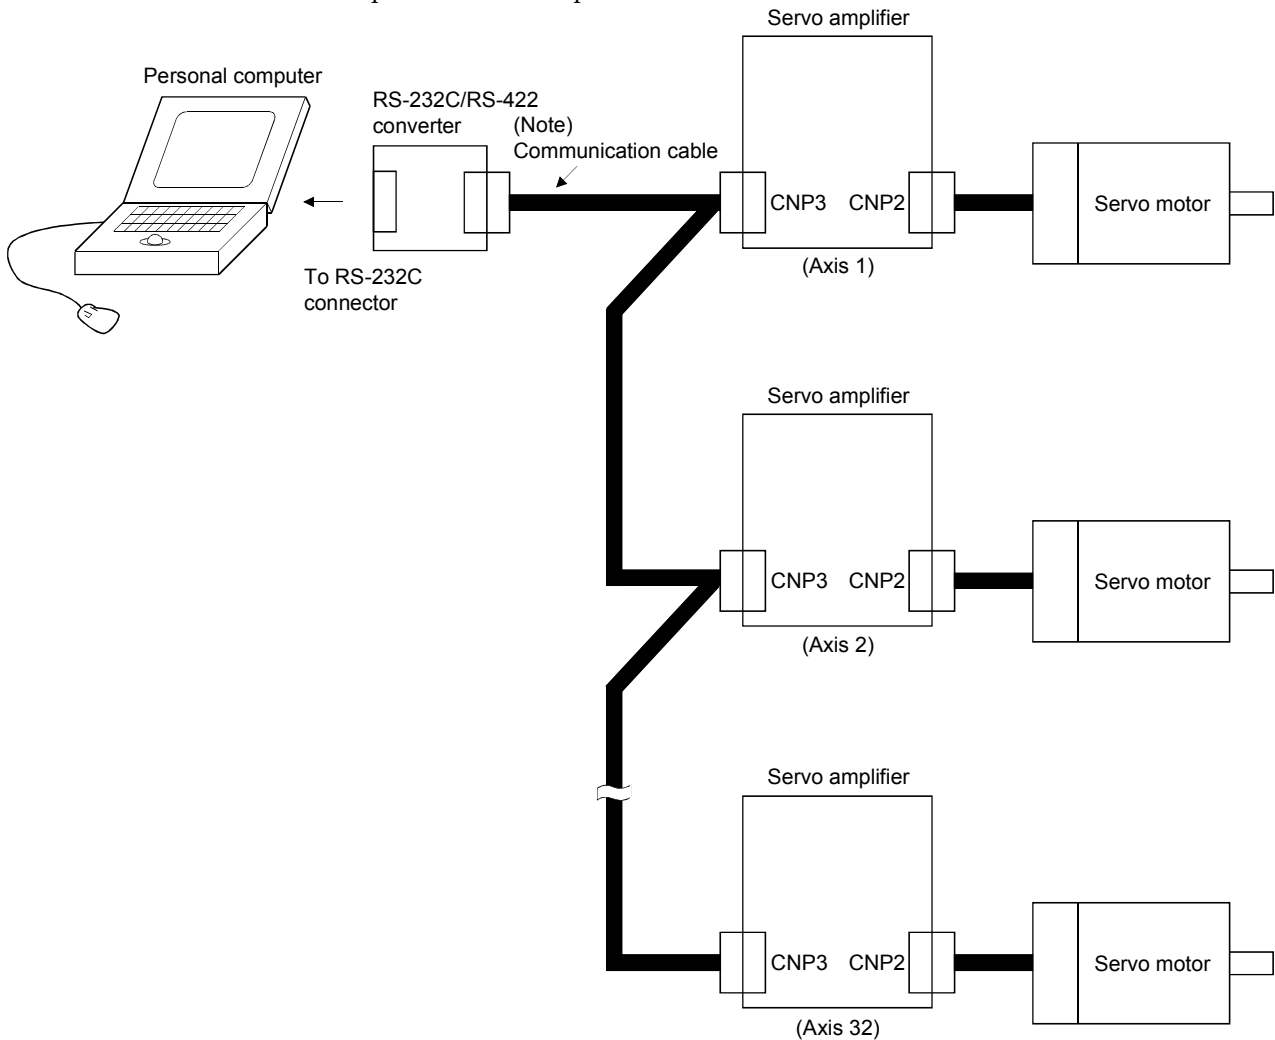 Servo amplifier
Personal computer
RS-232C/RS-422
converter
(Note)
Communication cable
CNP3 CNP2
Servo motor
To RS-232C
connector
(Axis 1)
Servo amplifier
CNP3 CNP2
Servo motor
(Axis 2)
Servo amplifier
CNP3 CNP2
Servo motor
(Axis 32)